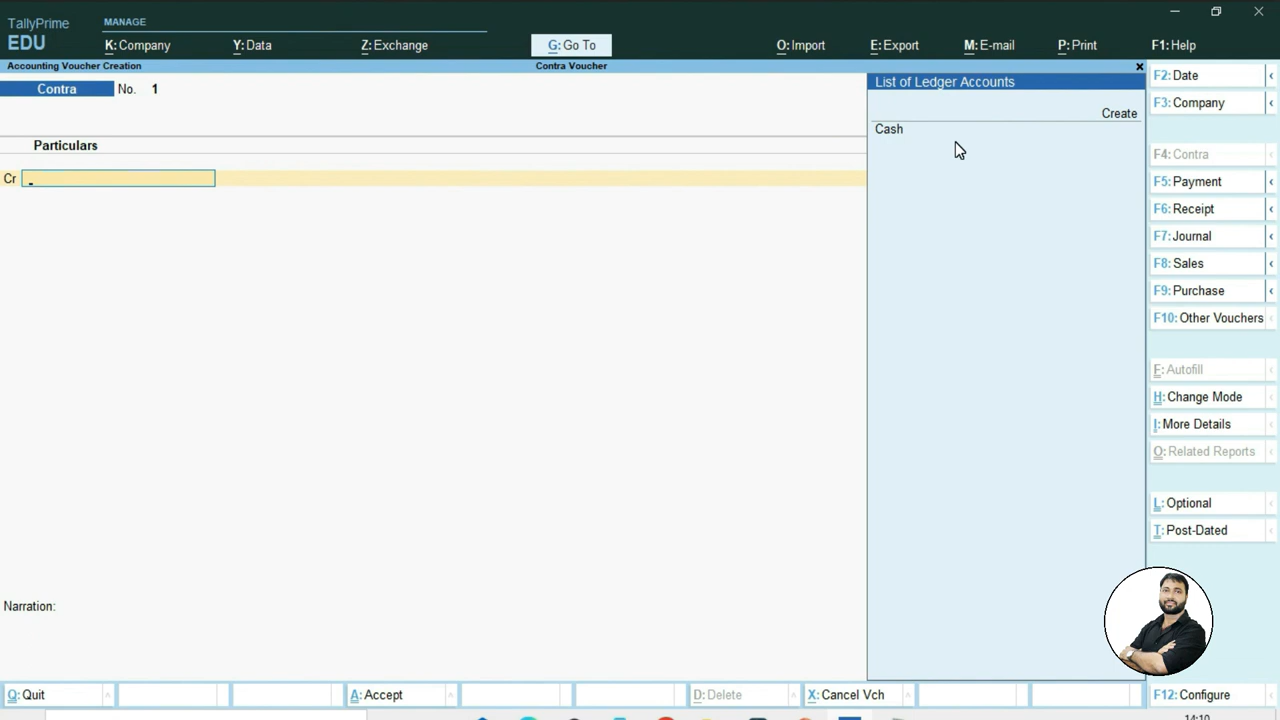 TallyPrime
EDU
MANAGE
K: Company
Y: Data
Z: Exchange
G: Go To
O: Import
E: Export
M: E-mail
P: Print
F1: Help
Accounting Voucher Creation
Contra Voucher
Contra No. 1
Particulars
Cr
List of Ledger Accounts
Create
Cash
F2: Date
F3: Company
F4: Contra
F5: Payment
F6: Receipt
F7: Journal
F8: Sales
F9: Purchase
F10: Other Vouchers
F: Autofill
H: Change Mode
I: More Details
O: Related Reports
L: Optional
T: Post-Dated
Narration:
Q: Quit
A: Accept
D: Delete
X: Cancel Vch
F12: Configure
14:10